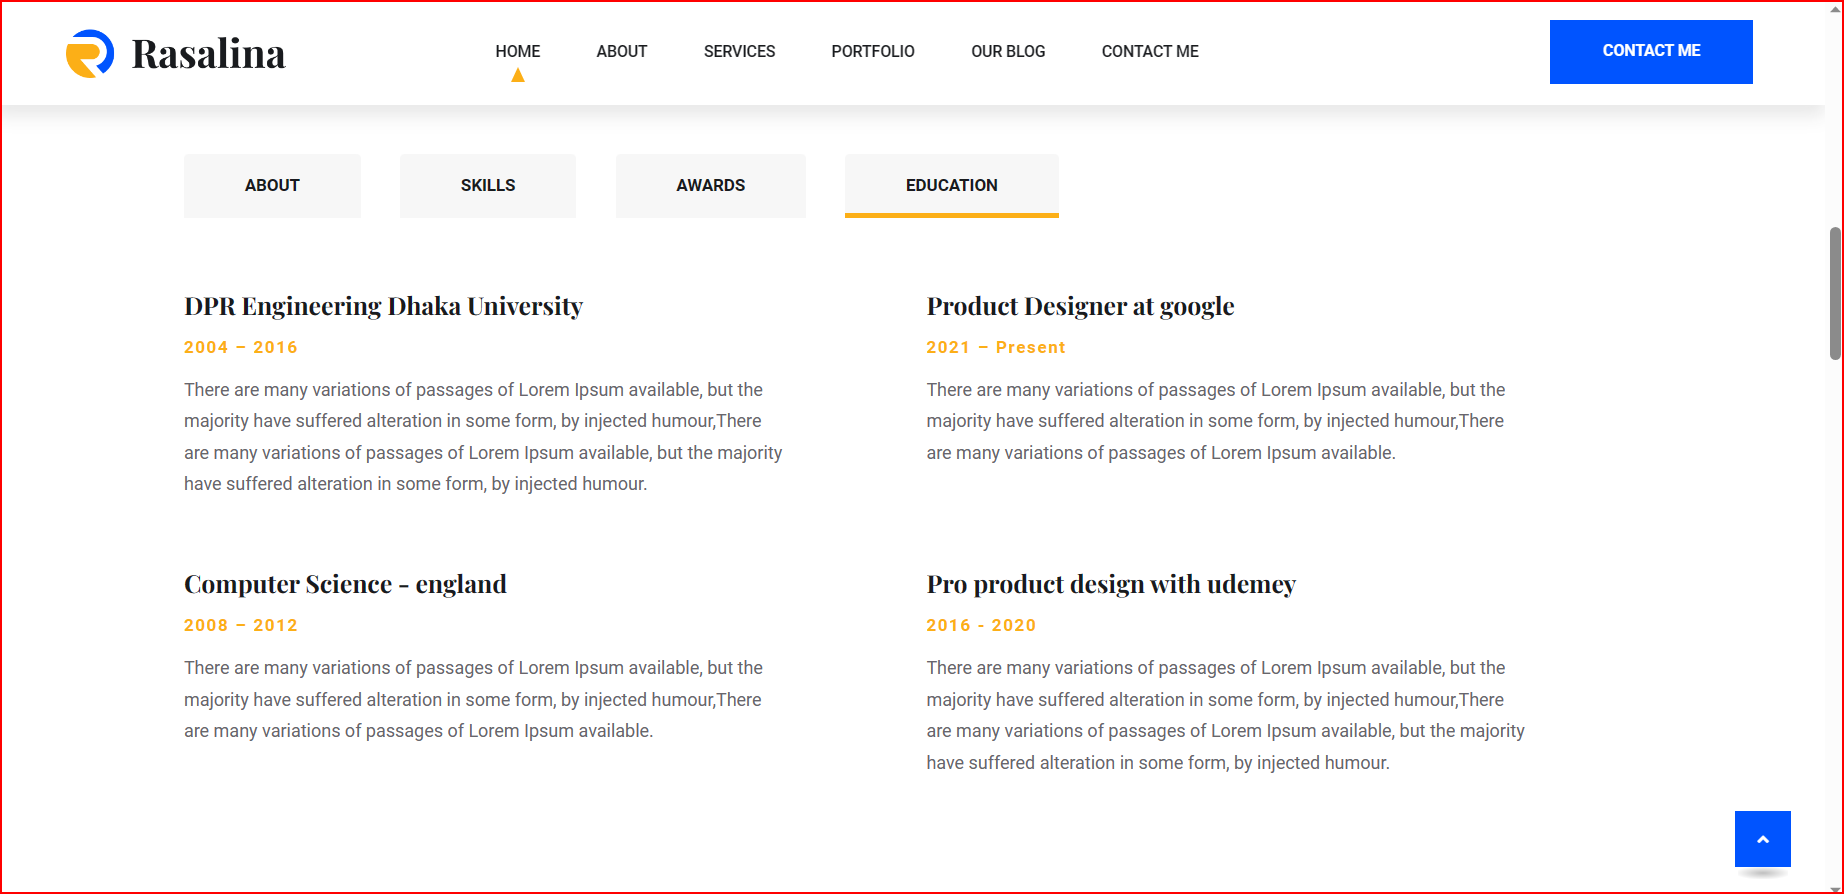 Rasalina
HOME ABOUT SERVICES PORTFOLIO OUR BLOG CONTACT ME
CONTACT ME
ABOUT SKILLS AWARDS EDUCATION
DPR Engineering Dhaka University
2004 – 2016
There are many variations of passages of Lorem Ipsum available, but the
majority have suffered alteration in some form, by injected humour,There
are many variations of passages of Lorem Ipsum available, but the majority
have suffered alteration in some form, by injected humour.
Product Designer at google
2021 – Present
There are many variations of passages of Lorem Ipsum available, but the
majority have suffered alteration in some form, by injected humour,There
are many variations of passages of Lorem Ipsum available.
Computer Science - england
2008 – 2012
There are many variations of passages of Lorem Ipsum available, but the
majority have suffered alteration in some form, by injected humour,There
are many variations of passages of Lorem Ipsum available.
Pro product design with udemey
2016 - 2020
There are many variations of passages of Lorem Ipsum available, but the
majority have suffered alteration in some form, by injected humour,There
are many variations of passages of Lorem Ipsum available, but the majority
have suffered alteration in some form, by injected humour.